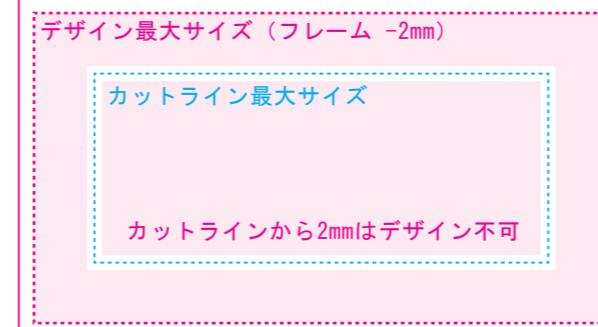 デザイン最大サイズ（フレーム -2mm）
カットライン最大サイズ
カットラインから2mmはデザイン不可